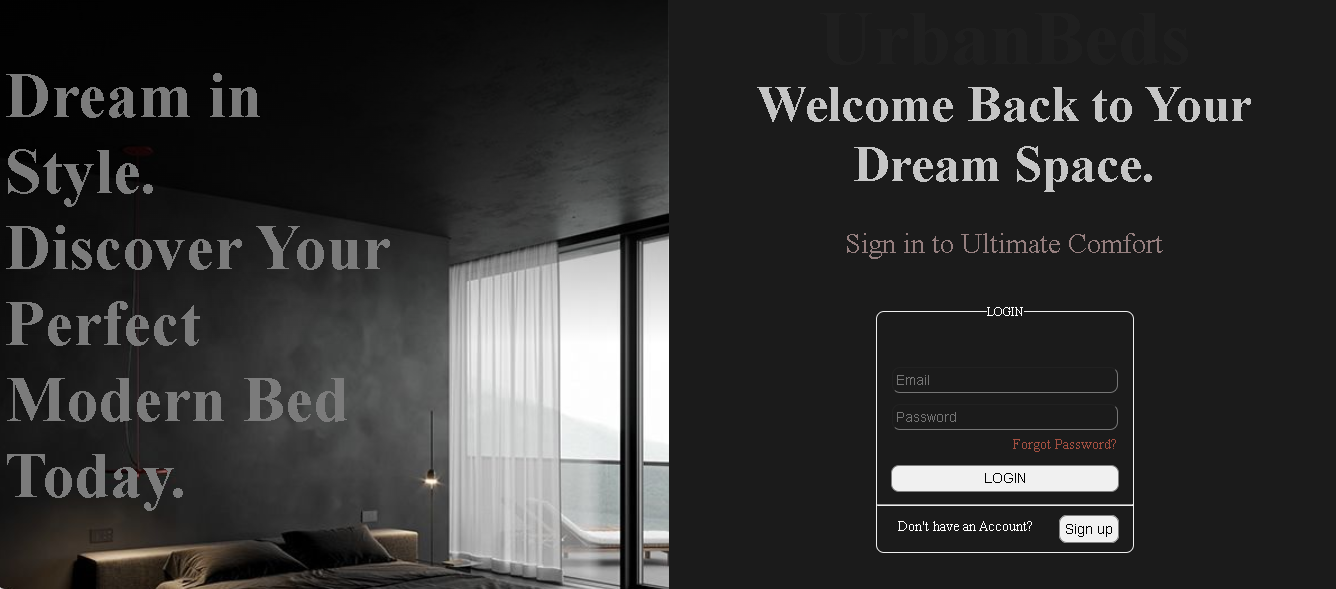 Dream in
Style.
Discover Your
Perfect
Modern Bed
Today.
UrbanBeds
Welcome Back to Your
Dream Space.
Sign in to Ultimate Comfort
LOGIN
Email
Password
Forgot Password?
LOGIN
Don't have an Account?
Sign up